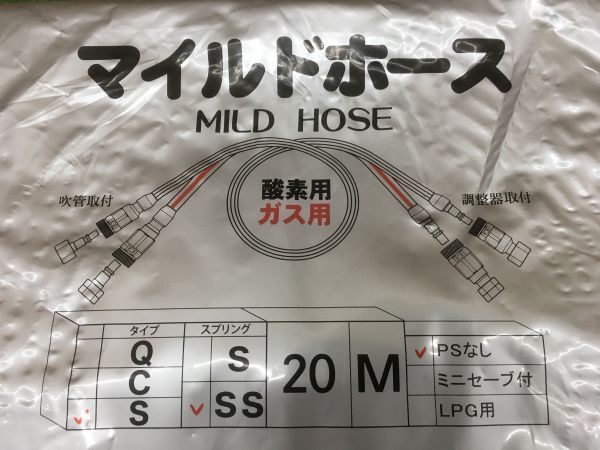 マイルドホース
MILD HOSE
吹管取付
酸素用
ガス用
調整器取付
タイプ
Q
C
✓ S
スプリング
S
✓ SS
20 M
✓ PSなし
ミニセーブ付
LPG用